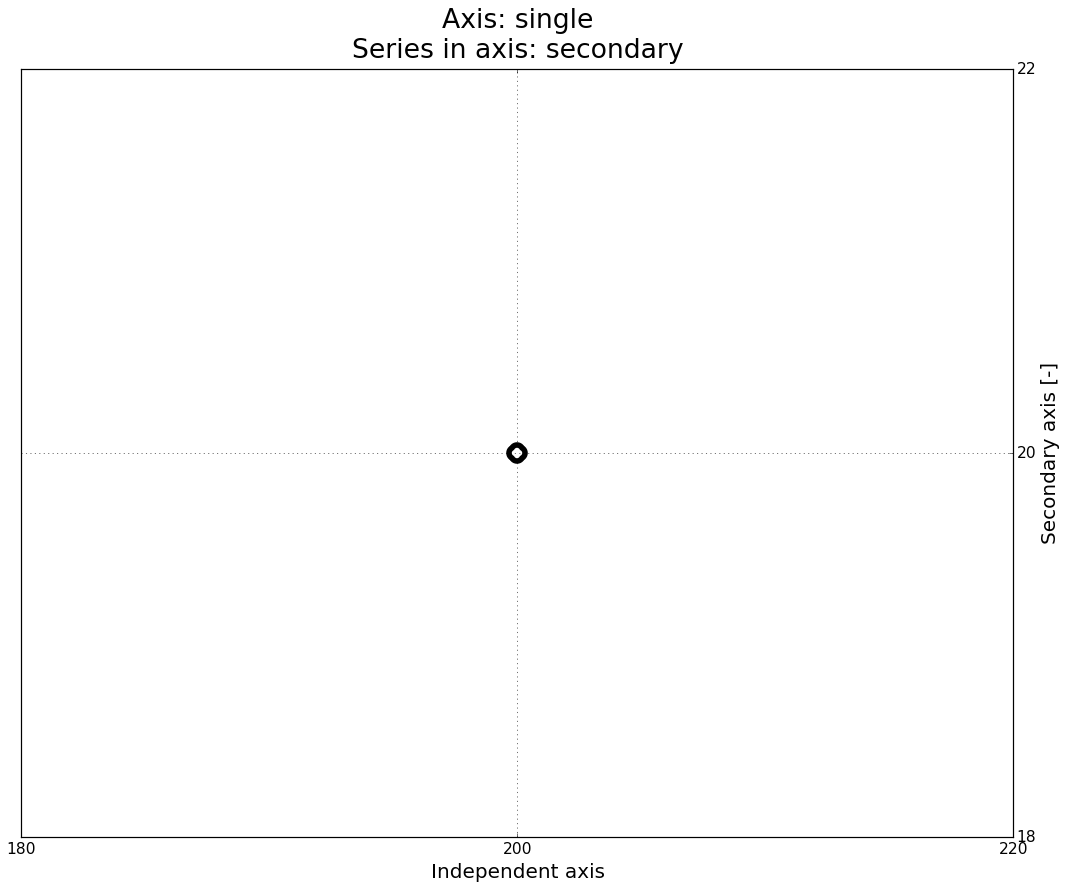 Axis: single
Series in axis: secondary
22
20
18
Secondary axis [-]
180 200 220
Independent axis